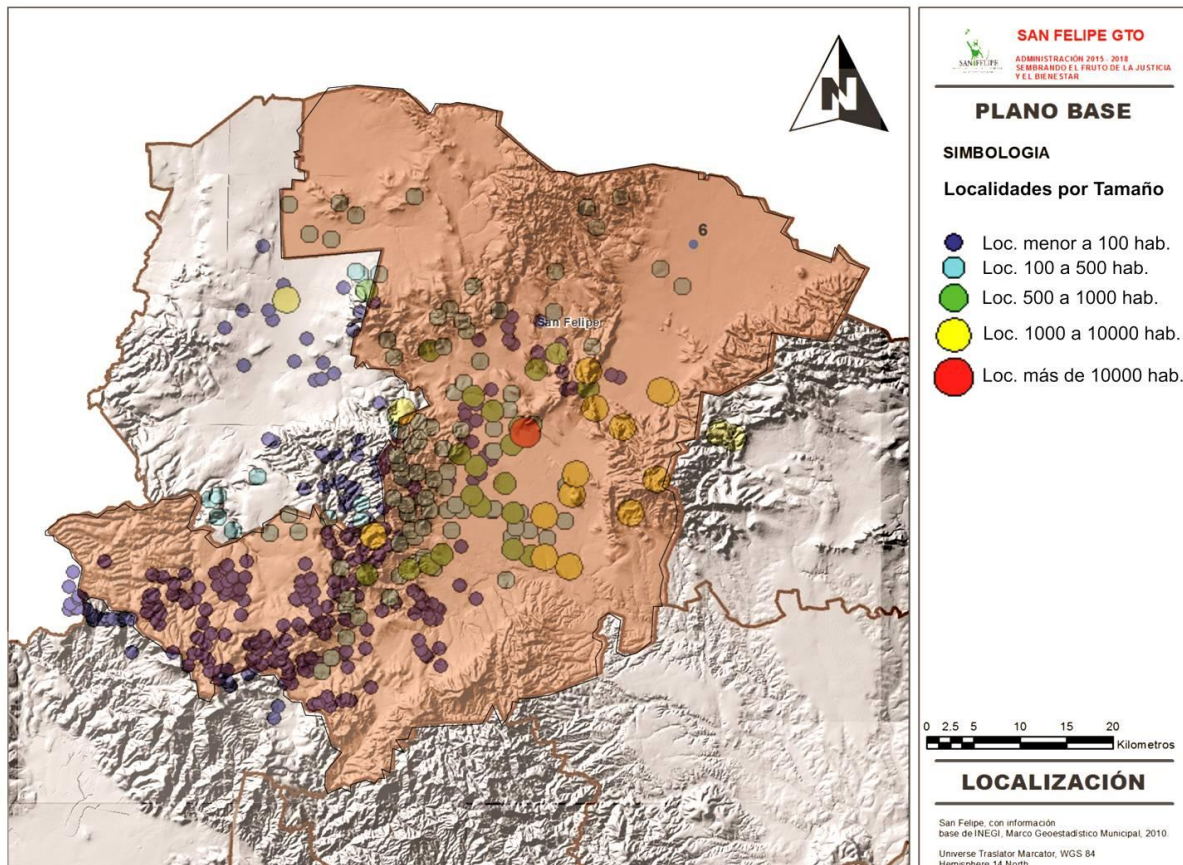 N
6
San Feliper
SAN FELIPE
SAN FELIPE GTO
ADMINISTRACIÓN 2015 - 2018
SEMBRANDO EL FRUTO DE LA JUSTICIA
Y EL BIENESTAR
PLANO BASE
SIMBOLOGIA
Localidades por Tamaño
Loc. menor a 100 hab.
Loc. 100 a 500 hab.
Loc. 500 a 1000 hab.
Loc. 1000 a 10000 hab.
Loc. más de 10000 hab.
0 2.5 5 10 15 20
Kilometros
LOCALIZACIÓN
San Felipe, con información
base de INEGI, Marco Geoestadístico Municipal, 2010.
Universe Traslator Marcator, WGS 84
Hemisphere 14 North